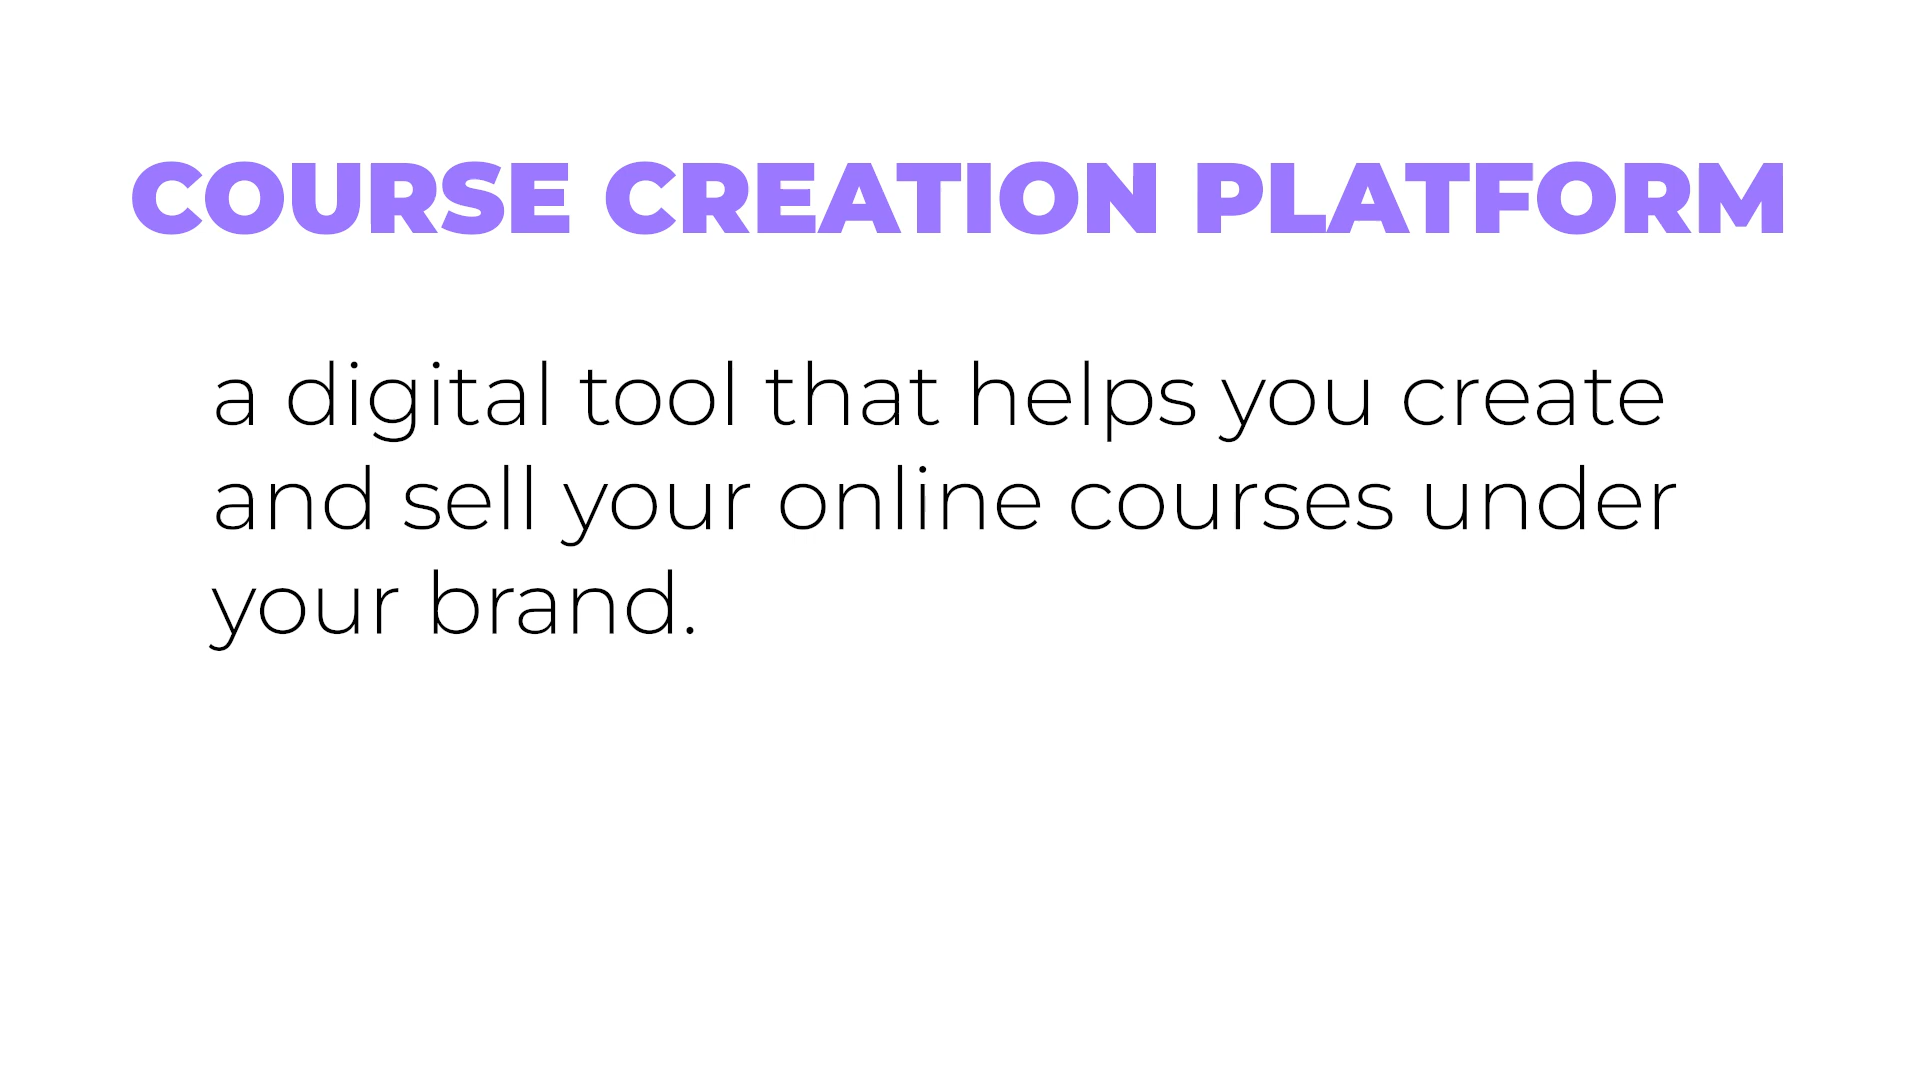 COURSE CREATION PLATFORM
a digital tool that helps you create
and sell your online courses under
your brand.